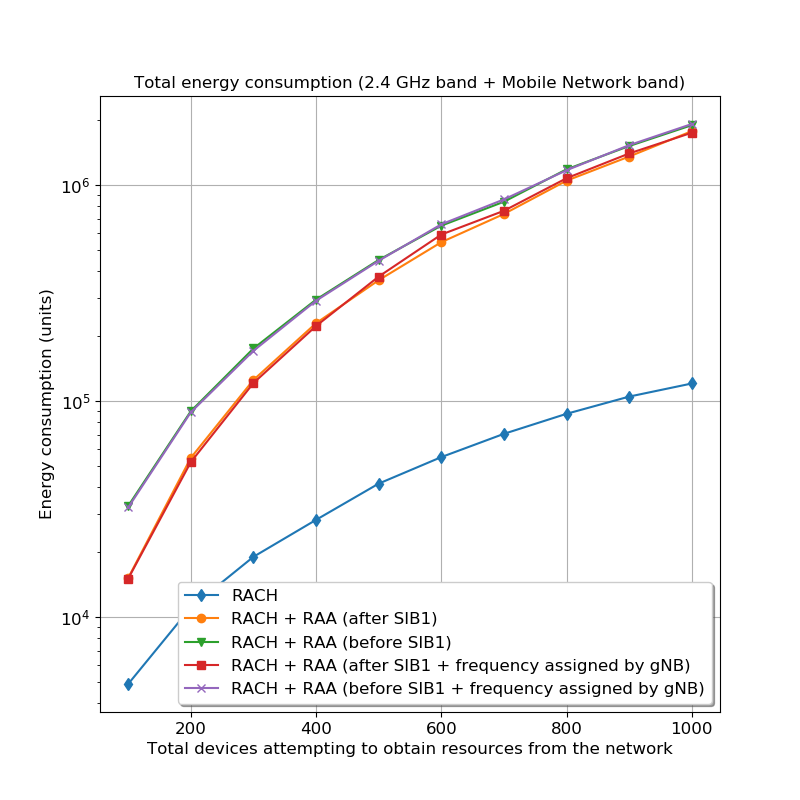 Total energy consumption (2.4 GHz band + Mobile Network band)
Energy consumption (units)
10^6
10^5
10^4
RACH
RACH + RAA (after SIB1)
RACH + RAA (before SIB1)
RACH + RAA (after SIB1 + frequency assigned by gNB)
RACH + RAA (before SIB1 + frequency assigned by gNB)
200 400 600 800 1000
Total devices attempting to obtain resources from the network